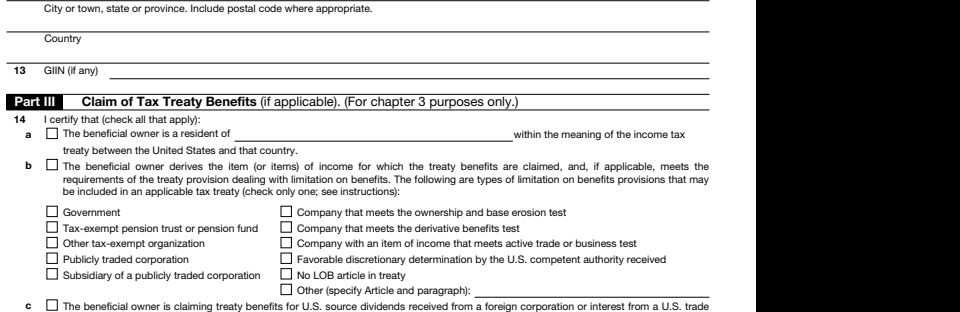 City or town, state or province. Include postal code where appropriate.
Country
13 GIIN (if any)
Part III Claim of Tax Treaty Benefits (if applicable). (For chapter 3 purposes only.)
14 I certify that (check all that apply):
a The beneficial owner is a resident of within the meaning of the income tax
treaty between the United States and that country.
b The beneficial owner derives the item (or items) of income for which the treaty benefits are claimed, and, if applicable, meets the
requirements of the treaty provision dealing with limitation on benefits. The following are types of limitation on benefits provisions that may
be included in an applicable tax treaty (check only one; see instructions):
Government Company that meets the ownership and base erosion test
Tax-exempt pension trust or pension fund Company that meets the derivative benefits test
Other tax-exempt organization Company with an item of income that meets active trade or business test
Publicly traded corporation Favorable discretionary determination by the U.S. competent authority received
Subsidiary of a publicly traded corporation No LOB article in treaty
Other (specify Article and paragraph):
c The beneficial owner is claiming treaty benefits for U.S. source dividends received from a foreign corporation or interest from a U.S. trade